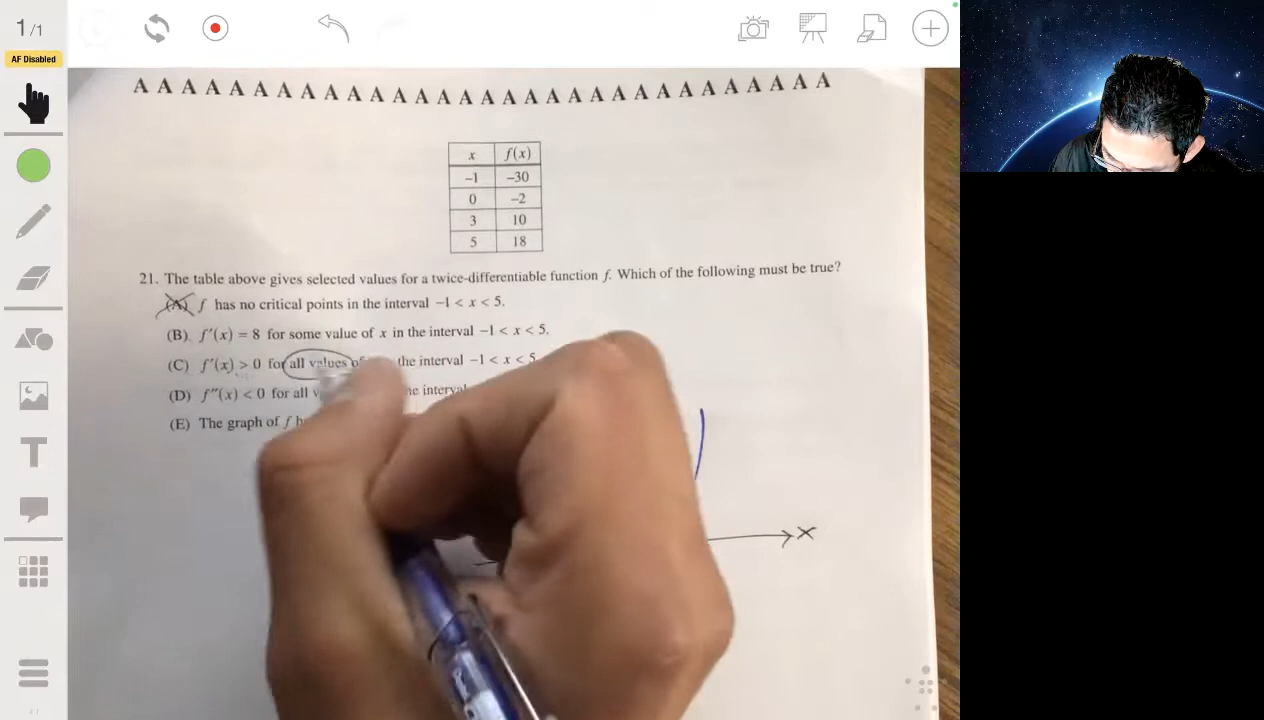 1/1
AF Disabled
A A A A A A A A A A A A A A A A A A A A A A A A A A A A A A
x f(x)
-1 -30
0 -2
3 10
5 18
21. The table above gives selected values for a twice-differentiable function f. Which of the following must be true?
(A) f has no critical points in the interval −1 < x < 5.
(B). f′(x) = 8 for some value of x in the interval −1 < x < 5.
(C) f′(x) > 0 for all values of the interval −1 < x < 5
(D) f″(x) < 0 for all
(E) The graph of f
x
T